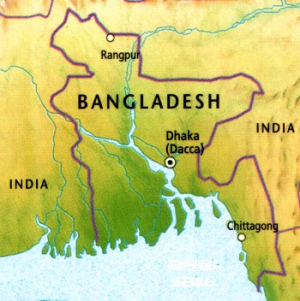 Rangpur
BANGLADESH
Dhaka
(Dacca)
INDIA
INDIA
Chittagong